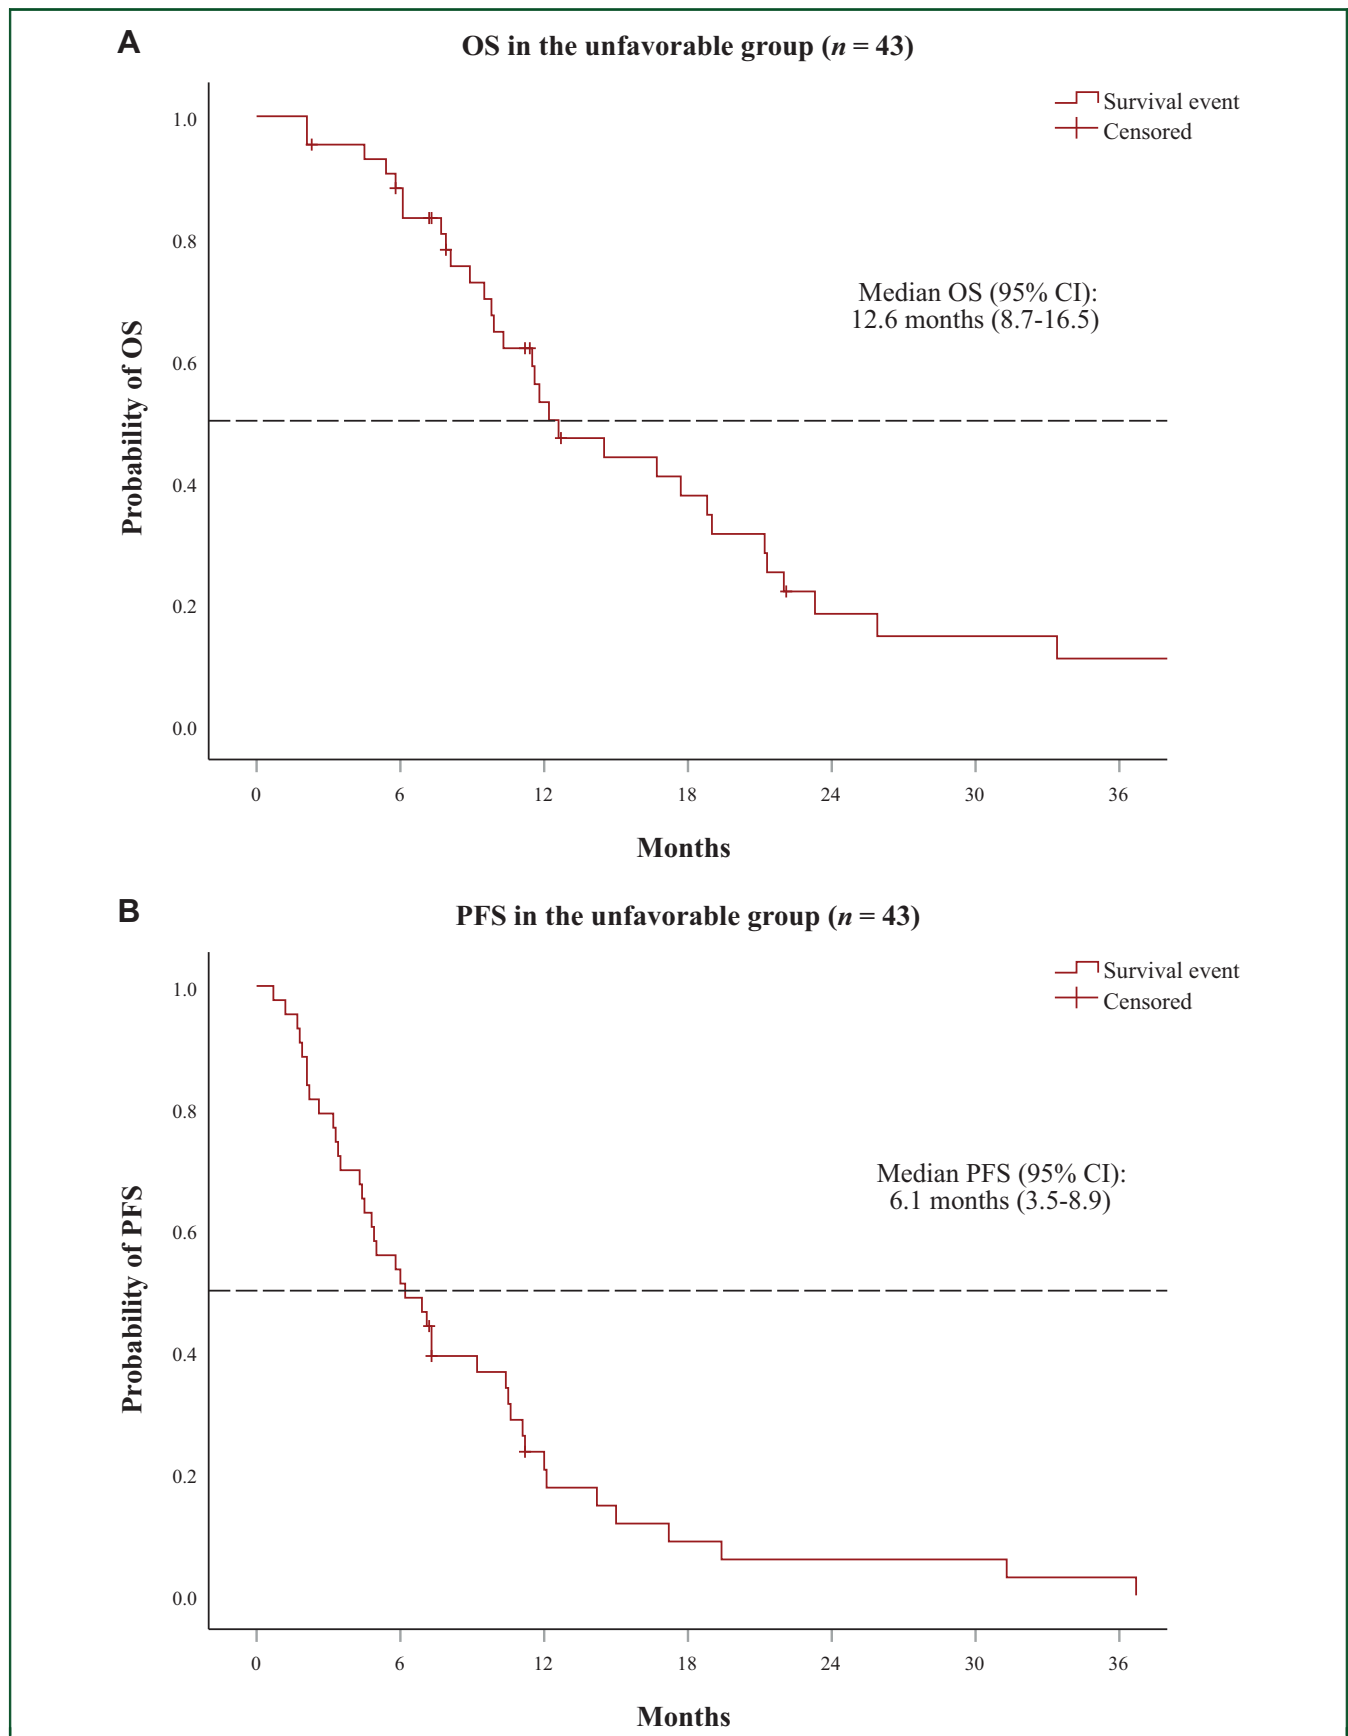 A
OS in the unfavorable group (n = 43)
Survival event
Censored
1.0
0.8
0.6
0.4
0.2
0.0
Probability of OS
Median OS (95% CI):
12.6 months (8.7-16.5)
0 6 12 18 24 30 36
Months
B
PFS in the unfavorable group (n = 43)
Survival event
Censored
1.0
0.8
0.6
0.4
0.2
0.0
Probability of PFS
Median PFS (95% CI):
6.1 months (3.5-8.9)
0 6 12 18 24 30 36
Months